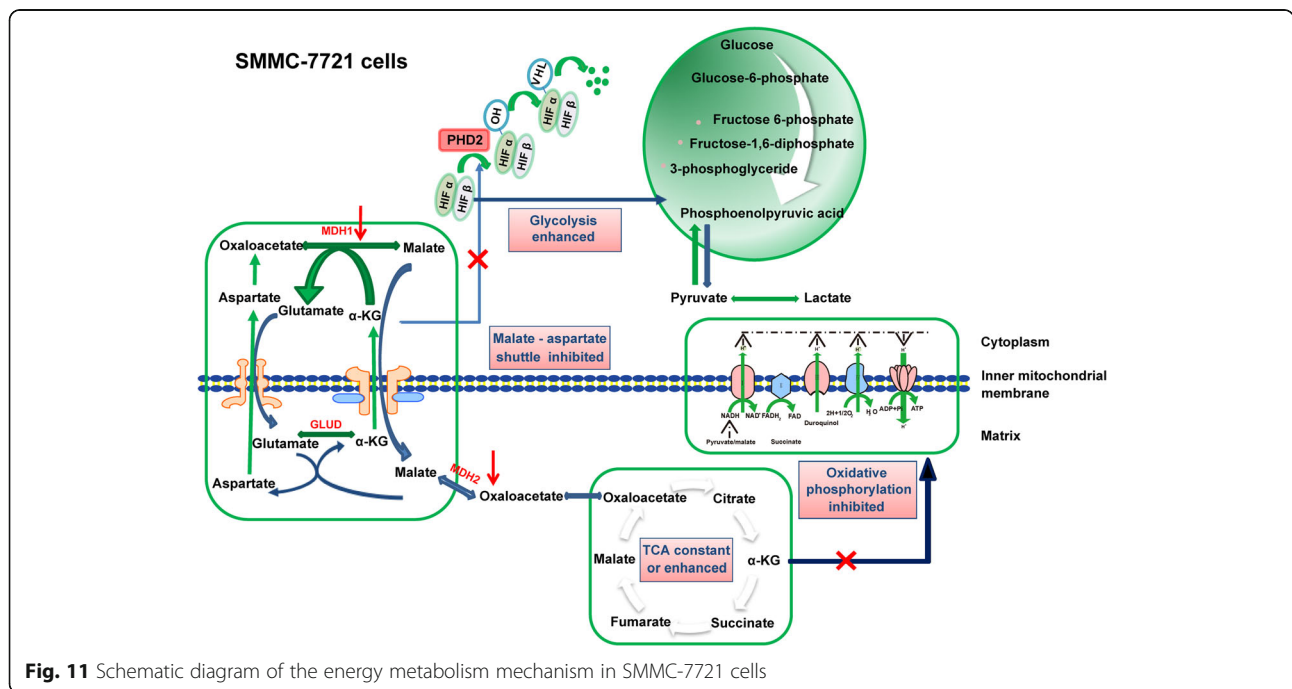 SMMC-7721 cells
VHL
OH
HIF α
HIF β
PHD2
HIF α
HIF β
HIF α
HIF β
Glucose
Glucose-6-phosphate
Fructose 6-phosphate
Fructose-1,6-diphosphate
3-phosphoglyceride
Phosphoenolpyruvic acid
Glycolysis
enhanced
Pyruvate
Lactate
MDH1
Oxaloacetate
Malate
Aspartate
Glutamate
α-KG
Malate - aspartate
shuttle inhibited
GLUD
Glutamate
α-KG
Aspartate
Malate
MDH2
Oxaloacetate
H⁺
H⁺
H⁺
H⁺
NADH
NAD⁺
FADH₂
FAD
Duroquinol
2H+1/2O₂
H₂O
ADP+Pi
ATP
H⁺
Pyruvate/malate
Succinate
Cytoplasm
Inner mitochondrial
membrane
Matrix
Oxidative
phosphorylation
inhibited
Oxaloacetate
Citrate
Malate
TCA constant
or enhanced
α-KG
Fumarate
Succinate
Fig. 11 Schematic diagram of the energy metabolism mechanism in SMMC-7721 cells